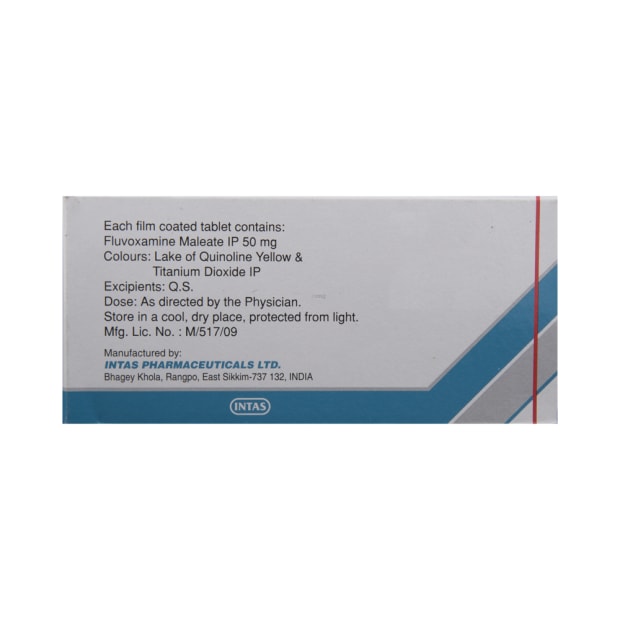 Each film coated tablet contains:
Fluvoxamine Maleate IP 50 mg
Colours: Lake of Quinoline Yellow &
Titanium Dioxide IP
Excipients: Q.S.
Dose: As directed by the Physician.
Store in a cool, dry place, protected from light.
Mfg. Lic. No. : M/517/09
Manufactured by:
INTAS PHARMACEUTICALS LTD.
Bhagey Khola, Rangpo, East Sikkim-737 132, INDIA
INTAS